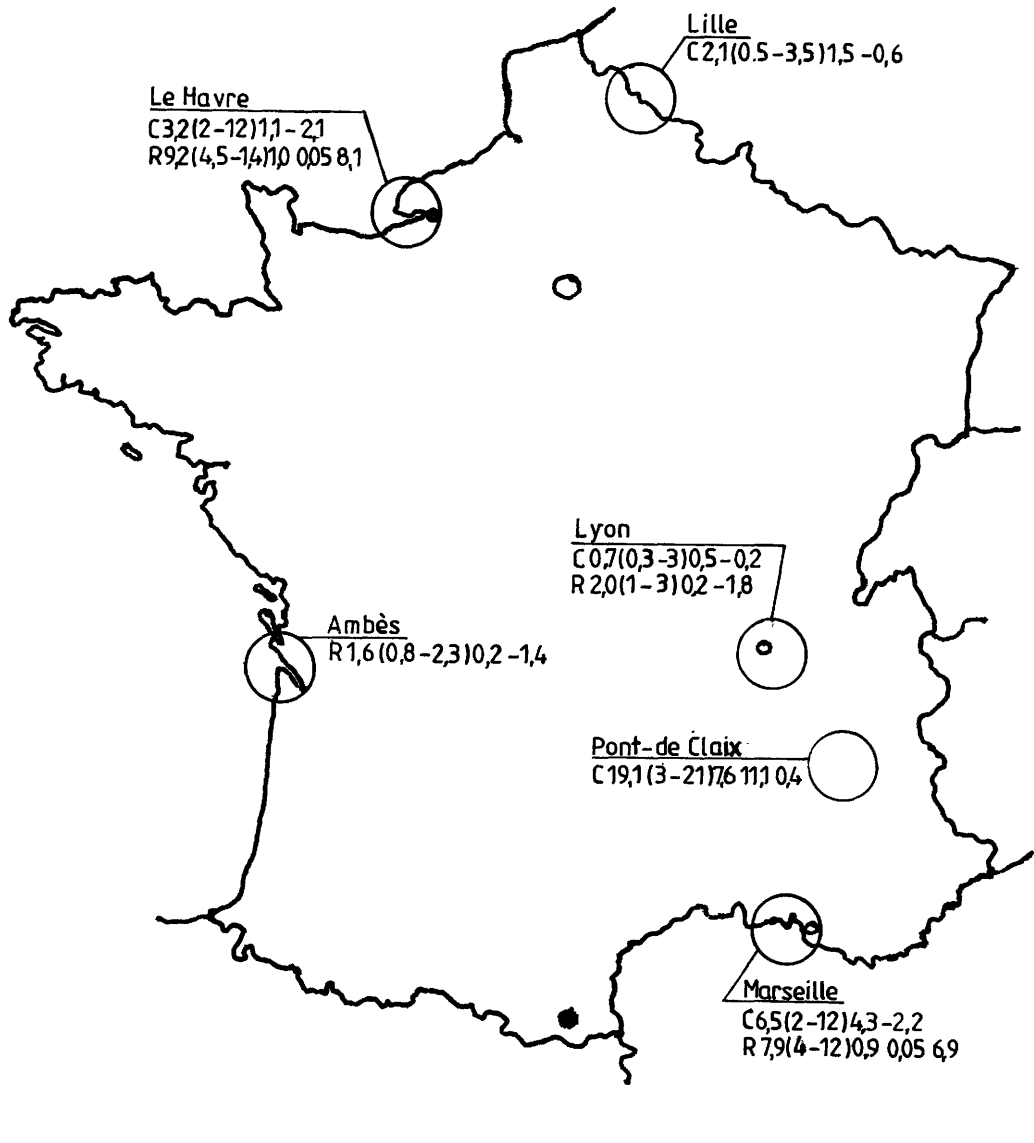 Lille
C2,1(0.5-3,5)1,5-0,6
Le Havre
C3,2(2-12)1,1-2,1
R9,2(4,5-1,4)1,0 0,05 8,1
Lyon
C0,7(0,3-3)0,5-0,2
R2,0(1-3)0,2-1,8
Ambès
R1,6(0,8-2,3)0,2-1,4
Pont-de Claix
C19,1(3-21)7,6 11,1 0,4
Marseille
C6,5(2-12)4,3-2,2
R7,9(4-12)0,9 0,05 6,9